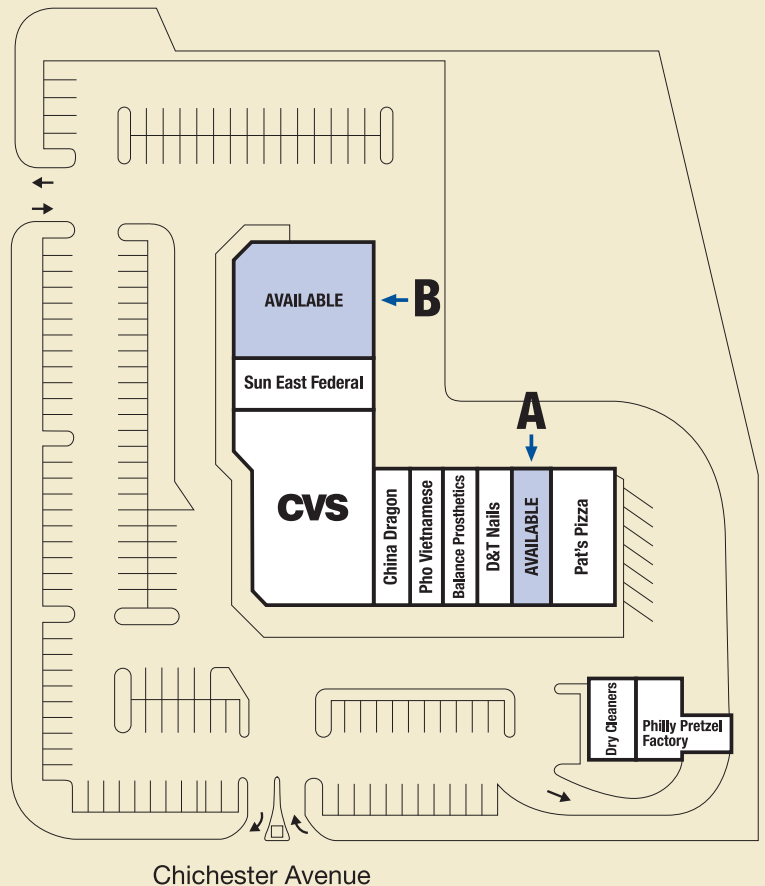 AVAILABLE
B
Sun East Federal
A
CVS
China Dragon
Pho Vietnamese
Balance Prosthetics
D&T Nails
AVAILABLE
Pat's Pizza
Dry Cleaners
Philly Pretzel
Factory
Chichester Avenue